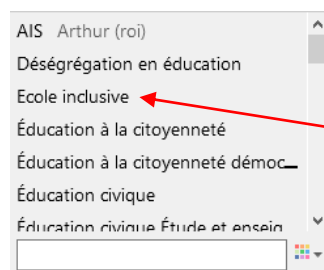 AIS Arthur (roi)
Déségrégation en éducation
Ecole inclusive
Éducation à la citoyenneté
Éducation à la citoyenneté démoc
Éducation civique
Éducation civique Étude et enseig